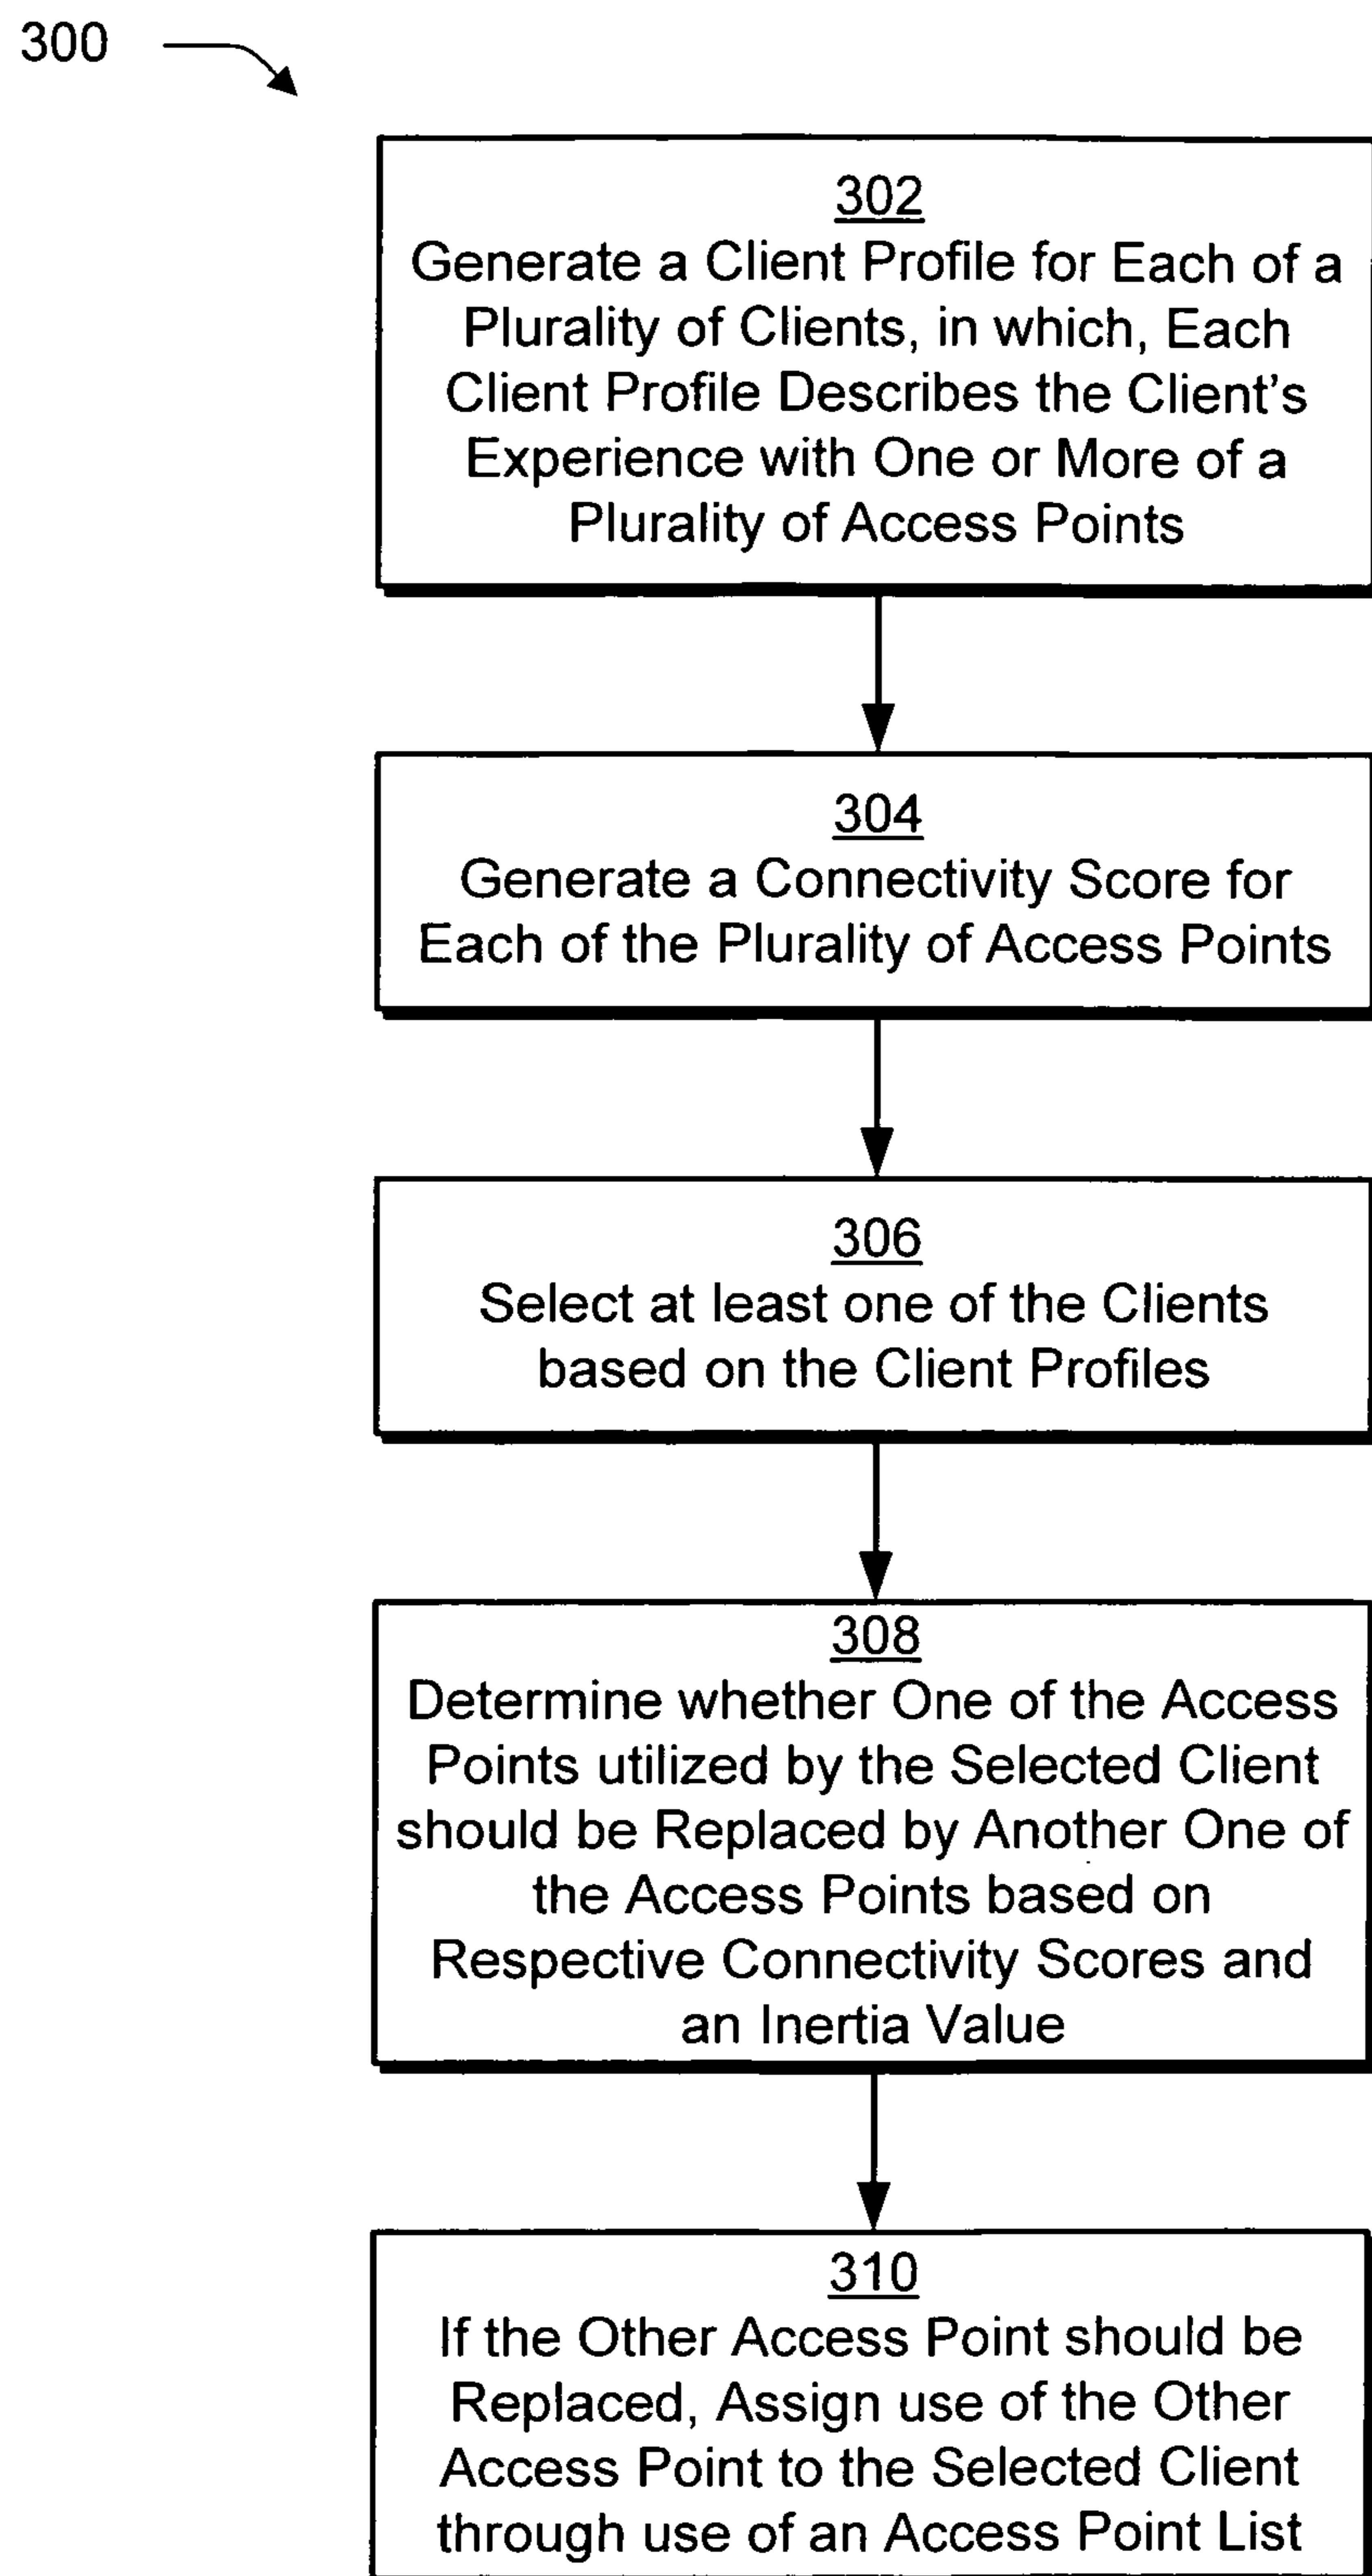 300
302
Generate a Client Profile for Each of a
Plurality of Clients, in which, Each
Client Profile Describes the Client's
Experience with One or More of a
Plurality of Access Points
304
Generate a Connectivity Score for
Each of the Plurality of Access Points
306
Select at least one of the Clients
based on the Client Profiles
308
Determine whether One of the Access
Points utilized by the Selected Client
should be Replaced by Another One of
the Access Points based on
Respective Connectivity Scores and
an Inertia Value
310
If the Other Access Point should be
Replaced, Assign use of the Other
Access Point to the Selected Client
through use of an Access Point List